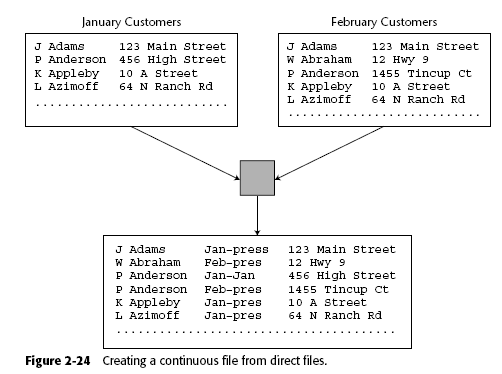 January Customers
J Adams 123 Main Street
P Anderson 456 High Street
K Appleby 10 A Street
L Azimoff 64 N Ranch Rd
...........................
February Customers
J Adams 123 Main Street
W Abraham 12 Hwy 9
P Anderson 1455 Tincup Ct
K Appleby 10 A Street
L Azimoff 64 N Ranch Rd
...........................
J Adams Jan-press 123 Main Street
W Abraham Feb-pres 12 Hwy 9
P Anderson Jan-Jan 456 High Street
P Anderson Feb-pres 1455 Tincup Ct
K Appleby Jan-pres 10 A Street
L Azimoff Jan-pres 64 N Ranch Rd
.......................................
Figure 2-24 Creating a continuous file from direct files.